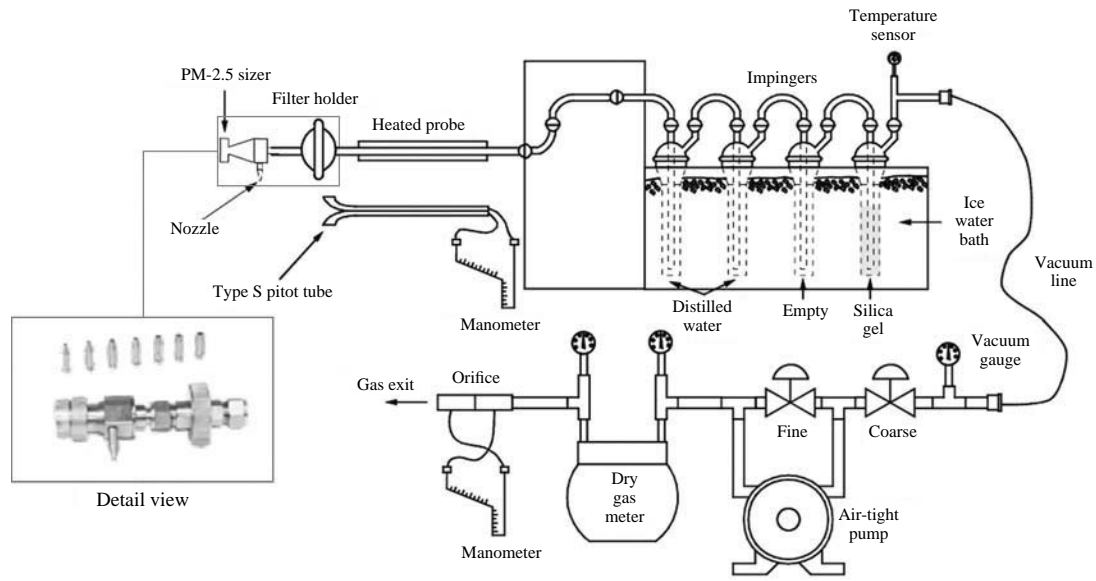 Temperature
sensor
PM-2.5 sizer
Impingers
Filter holder
Heated probe
Nozzle
Ice
water
bath
Type S pitot tube
Vacuum
line
Distilled
water
Empty
Silica
gel
Manometer
Vacuum
gauge
Gas exit
Orifice
Fine
Coarse
Dry
gas
meter
Detail view
Air-tight
pump
Manometer